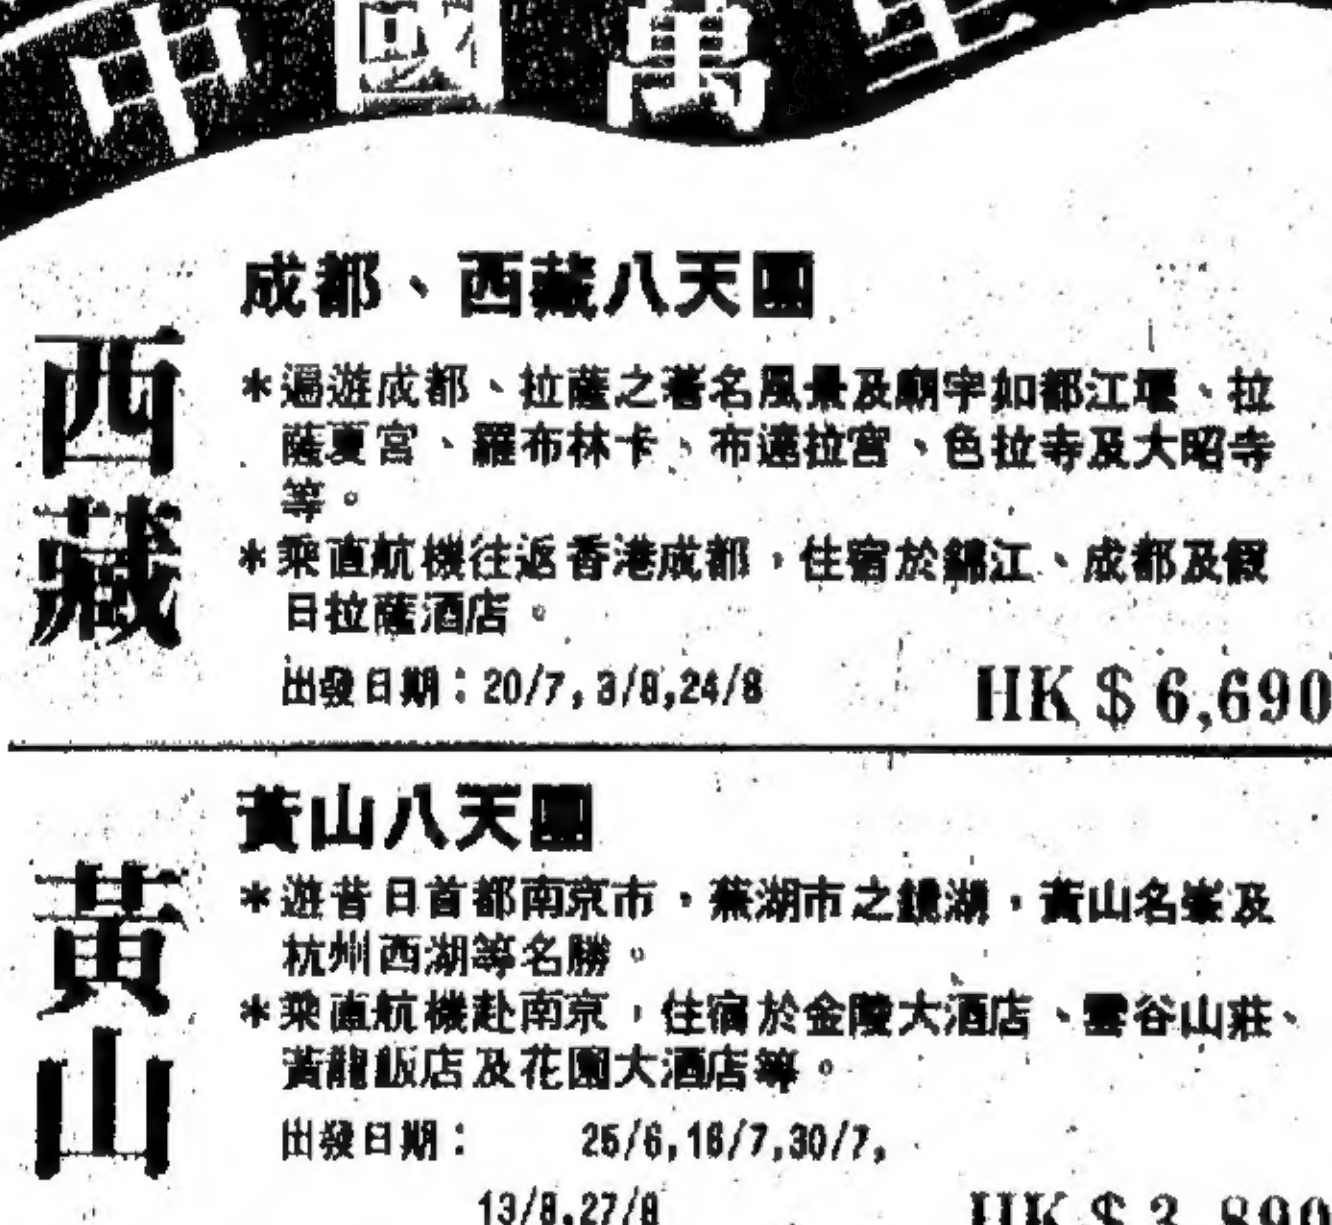 中國萬里
西藏
成都、西藏八天團
*遍遊成都、拉薩之著名風景及廟宇如都江堰、拉
薩夏宮、羅布林卡、布達拉宮、色拉寺及大昭寺
等。
*乘直航機往返香港成都，住宿於錦江、成都及假
日拉薩酒店。
出發日期：20/7, 3/8,24/8
HK$6,690
黃山
黃山八天團
*遊昔日首都南京市，蕪湖市之鏡湖，黃山名峯及
杭州西湖等名勝。
*乘直航機赴南京，住宿於金陵大酒店、雲谷山莊、
黃龍飯店及花園大酒店等。
出發日期： 25/6,16/7,30/7,
13/8,27/8
HK$3,890